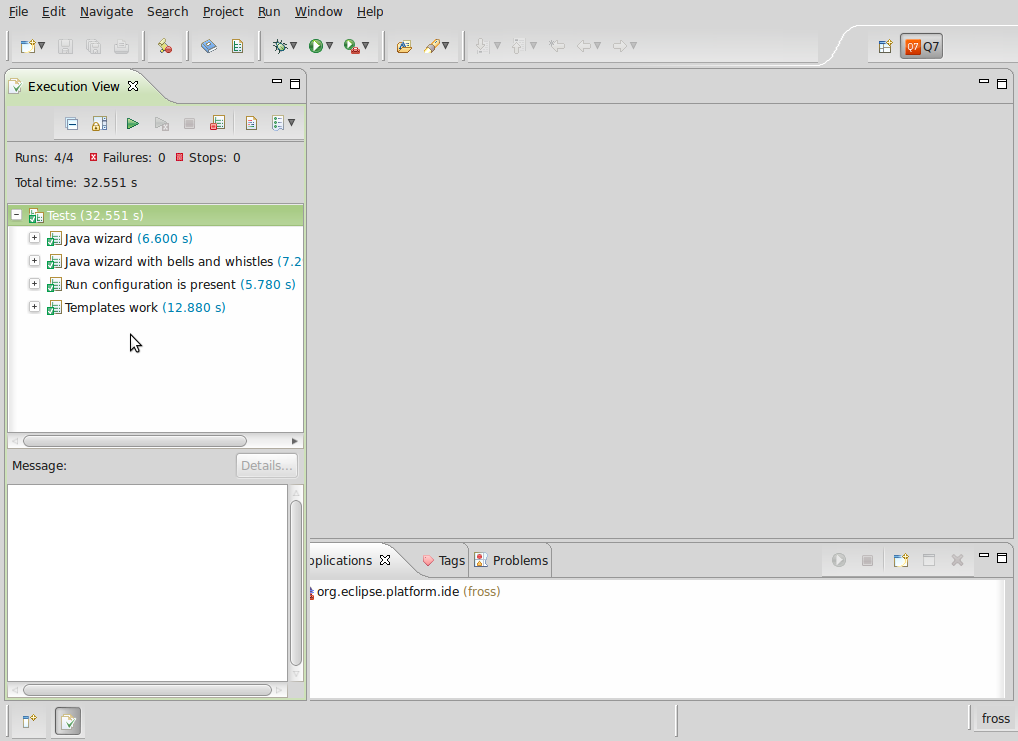 File Edit Navigate Search Project Run Window Help
Q7 Q7
Execution View
Runs: 4/4 Failures: 0 Stops: 0
Total time: 32.551 s
Tests (32.551 s)
Java wizard (6.600 s)
Java wizard with bells and whistles (7.2
Run configuration is present (5.780 s)
Templates work (12.880 s)
Message: Details...
pplications Tags Problems
org.eclipse.platform.ide (fross)
fross